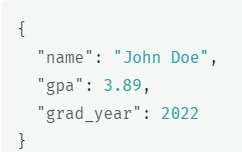 {
  "name": "John Doe",
  "gpa": 3.89,
  "grad_year": 2022
}